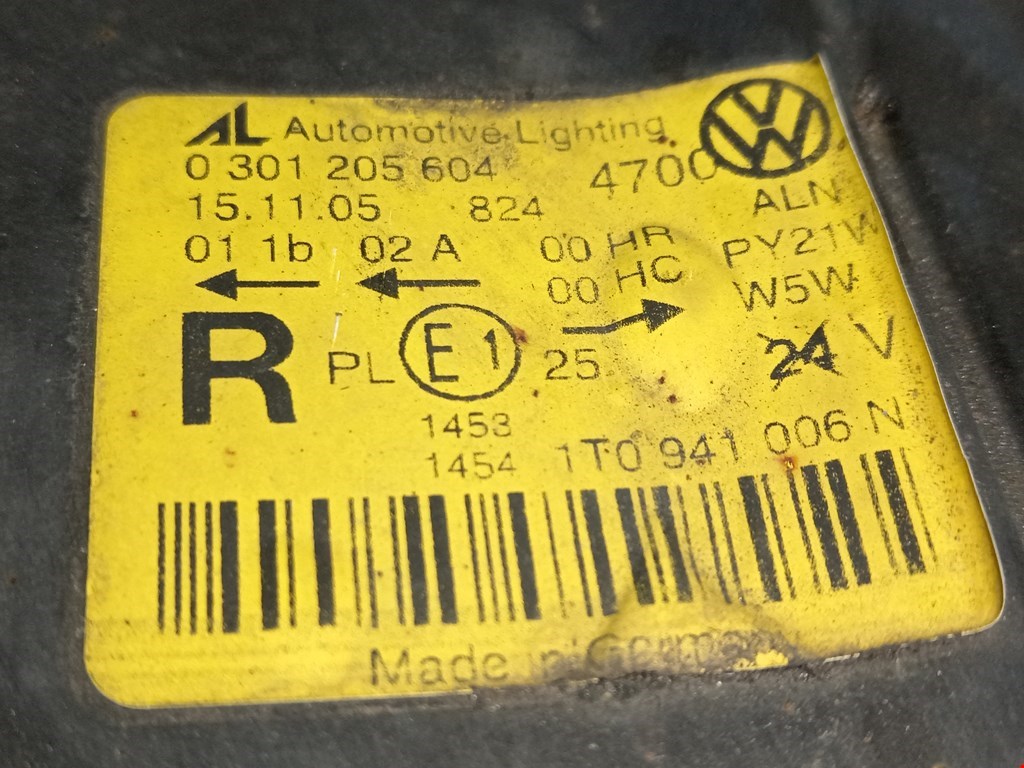 AL Automotive Lighting
VW
0 301 205 604 4700
15.11.05 824 ALN
01 1b 02 A 00 HR PY21W
00 HC W5W
R PL E1 25 24 V
1453
1454 1T0 941 006 N
Made in Germany